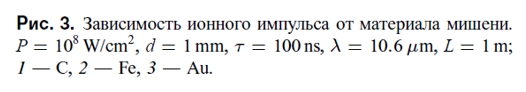 Рис. 3. Зависимость ионного импульса от материала мишени.
P = 10⁸ W/cm², d = 1 mm, τ = 100 ns, λ = 10.6 μm, L = 1 m;
1 — C, 2 — Fe, 3 — Au.